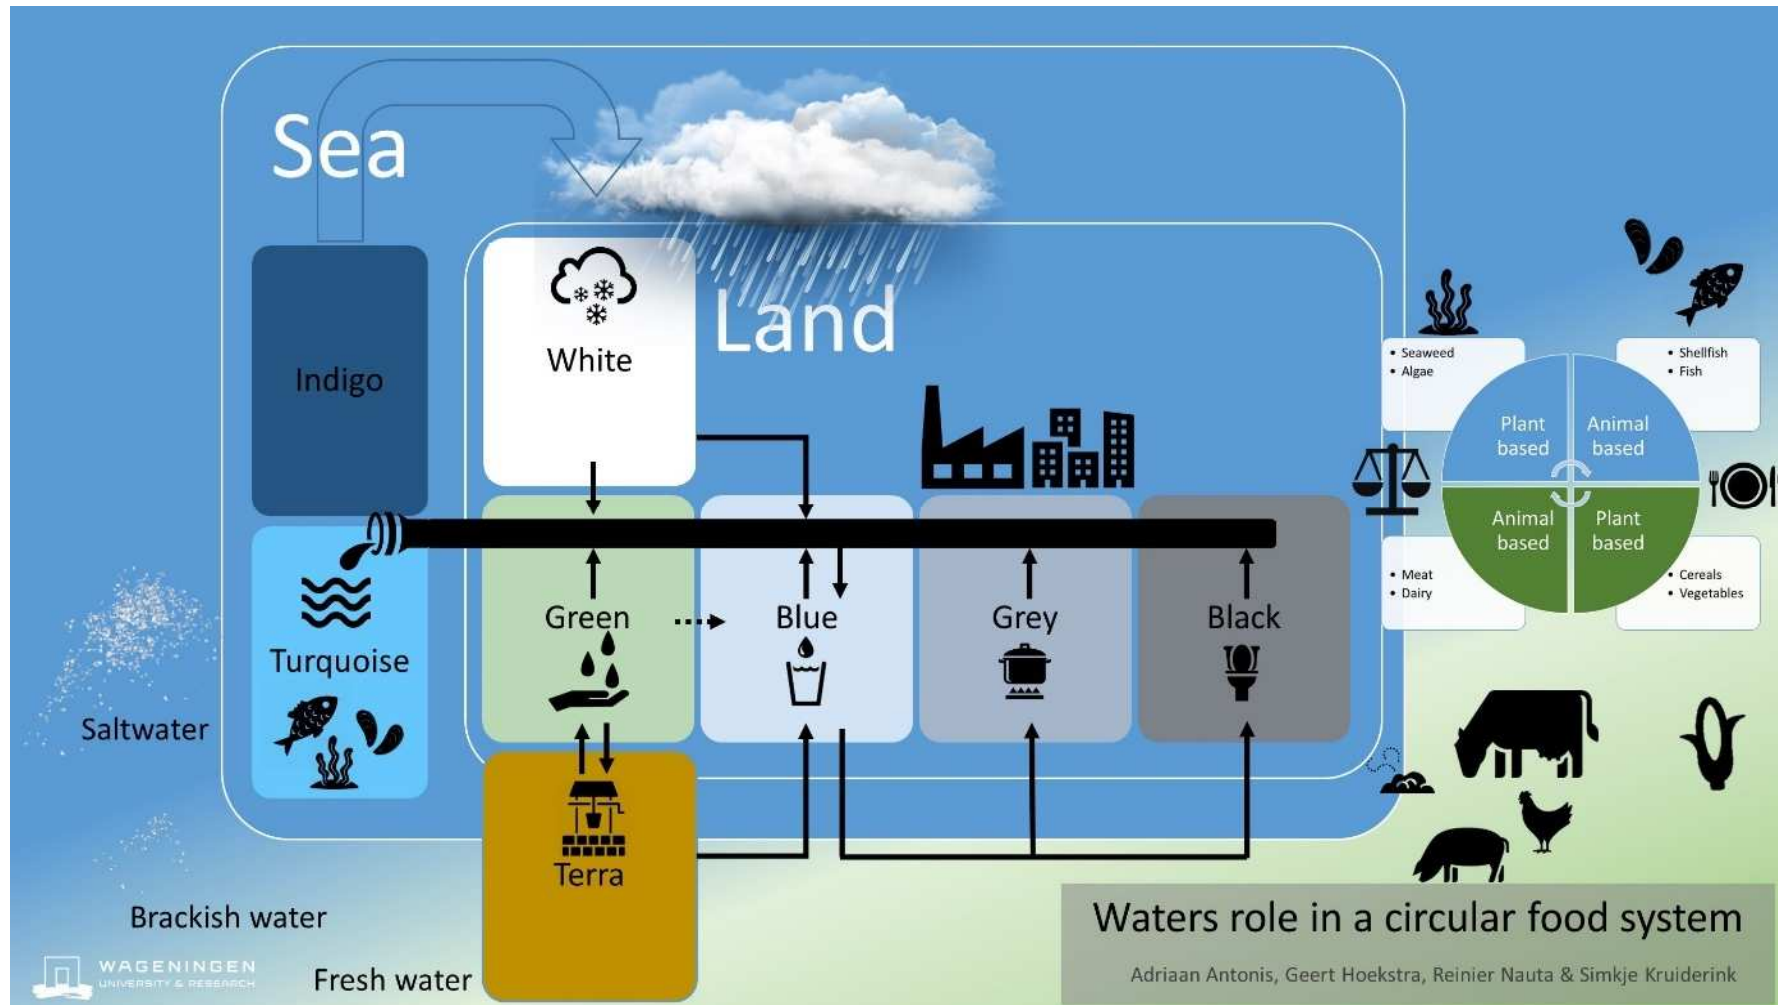 Sea
Land
Indigo
White
Turquoise
Green
Blue
Grey
Black
Terra
Saltwater
Brackish water
Fresh water
• Seaweed
• Algae
• Shellfish
• Fish
Plant
based
Animal
based
Animal
based
Plant
based
• Meat
• Dairy
• Cereals
• Vegetables
Waters role in a circular food system
Adriaan Antonis, Geert Hoekstra, Reinier Nauta & Simkje Kruiderink
WAGENINGEN
UNIVERSITY & RESEARCH